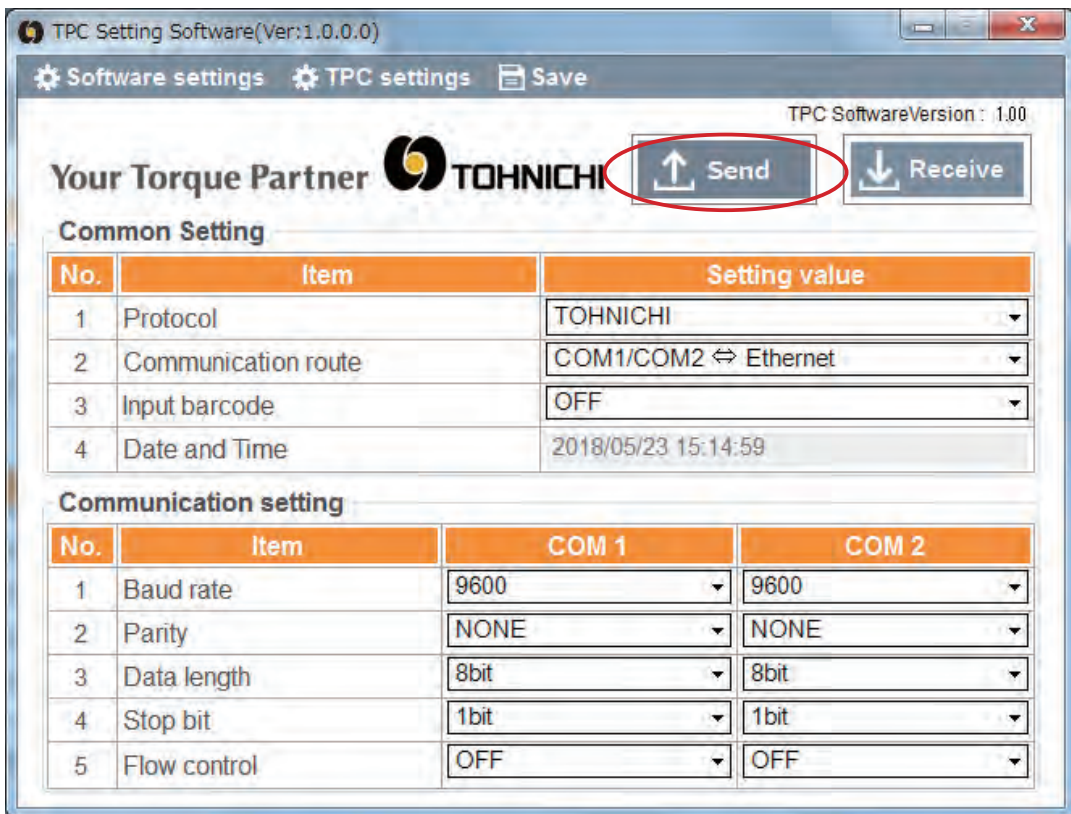 TPC Setting Software(Ver:1.0.0.0)
Software settings TPC settings Save
TPC SoftwareVersion : 1.00
Your Torque Partner TOHNICHI Send Receive
Common Setting
No. Item Setting value
1 Protocol TOHNICHI
2 Communication route COM1/COM2 ⇔ Ethernet
3 Input barcode OFF
4 Date and Time 2018/05/23 15:14:59
Communication setting
No. Item COM 1 COM 2
1 Baud rate 9600 9600
2 Parity NONE NONE
3 Data length 8bit 8bit
4 Stop bit 1bit 1bit
5 Flow control OFF OFF